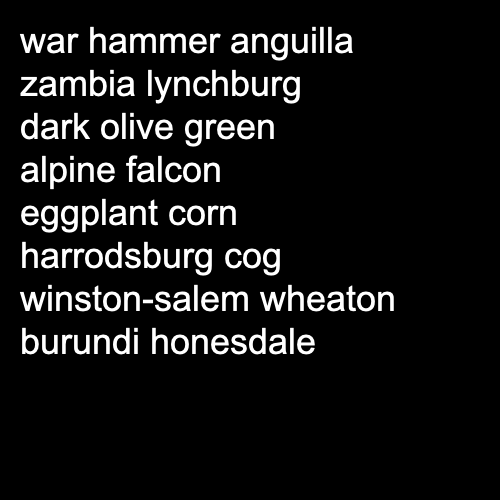 war hammer anguilla
zambia lynchburg
dark olive green
alpine falcon
eggplant corn
harrodsburg cog
winston-salem wheaton
burundi honesdale